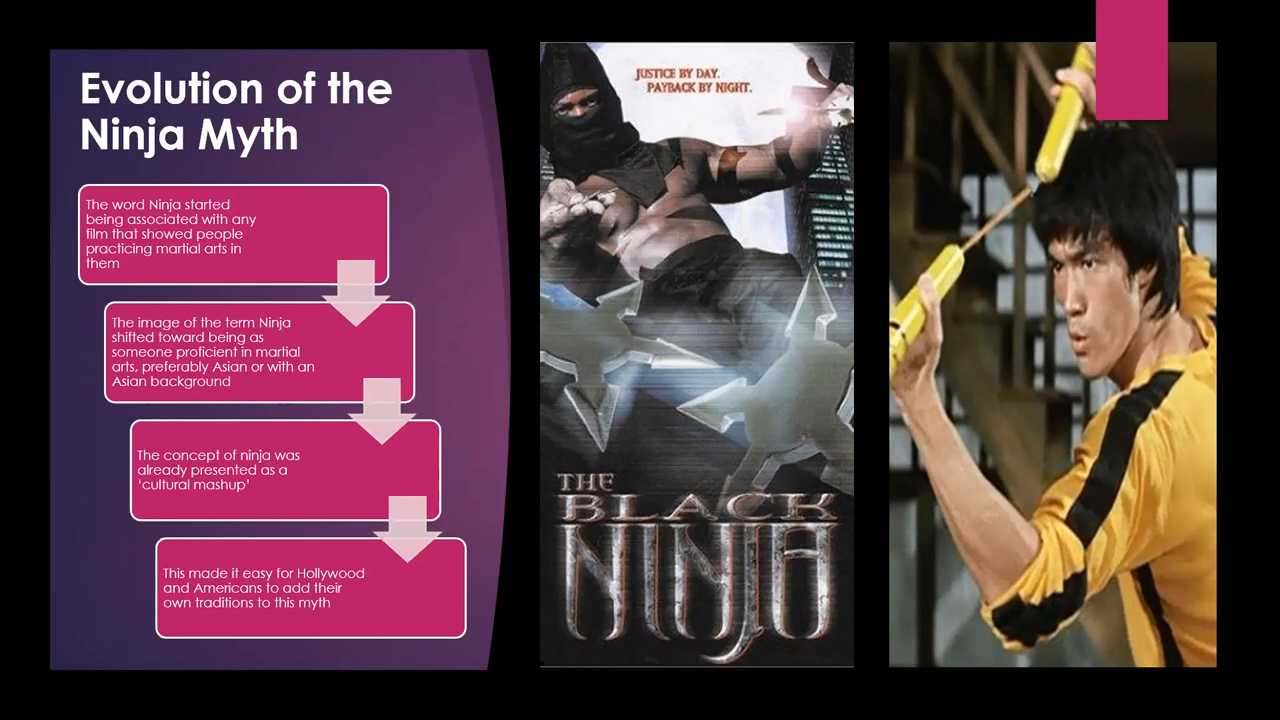 Evolution of the
Ninja Myth
The word Ninja started
being associated with any
film that showed people
practicing martial arts in
them
The image of the term Ninja
shifted toward being as
someone proficient in martial
arts, preferably Asian or with an
Asian background
The concept of ninja was
already presented as a
‘cultural mashup’
This made it easy for Hollywood
and Americans to add their
own traditions to this myth
JUSTICE BY DAY.
PAYBACK BY NIGHT.
THE
BLACK
NINJA